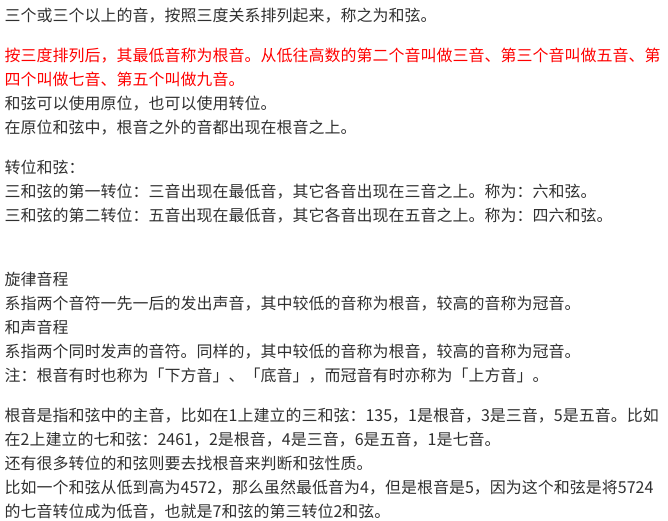 三个或三个以上的音，按照三度关系排列起来，称之为和弦。
按三度排列后，其最低音称为根音。从低往高数的第二个音叫做三音、第三个音叫做五音、第
四个叫做七音、第五个叫做九音。
和弦可以使用原位，也可以使用转位。
在原位和弦中，根音之外的音都出现在根音之上。
转位和弦：
三和弦的第一转位：三音出现在最低音，其它各音出现在三音之上。称为：六和弦。
三和弦的第二转位：五音出现在最低音，其它各音出现在五音之上。称为：四六和弦。
旋律音程
系指两个音符一先一后的发出声音，其中较低的音称为根音，较高的音称为冠音。
和声音程
系指两个同时发声的音符。同样的，其中较低的音称为根音，较高的音称为冠音。
注：根音有时也称为「下方音」、「底音」，而冠音有时亦称为「上方音」。
根音是指和弦中的主音，比如在1上建立的三和弦：135，1是根音，3是三音，5是五音。比如
在2上建立的七和弦：2461，2是根音，4是三音，6是五音，1是七音。
还有很多转位的和弦则要去找根音来判断和弦性质。
比如一个和弦从低到高为4572，那么虽然最低音为4，但是根音是5，因为这个和弦是将5724
的七音转位成为低音，也就是7和弦的第三转位2和弦。